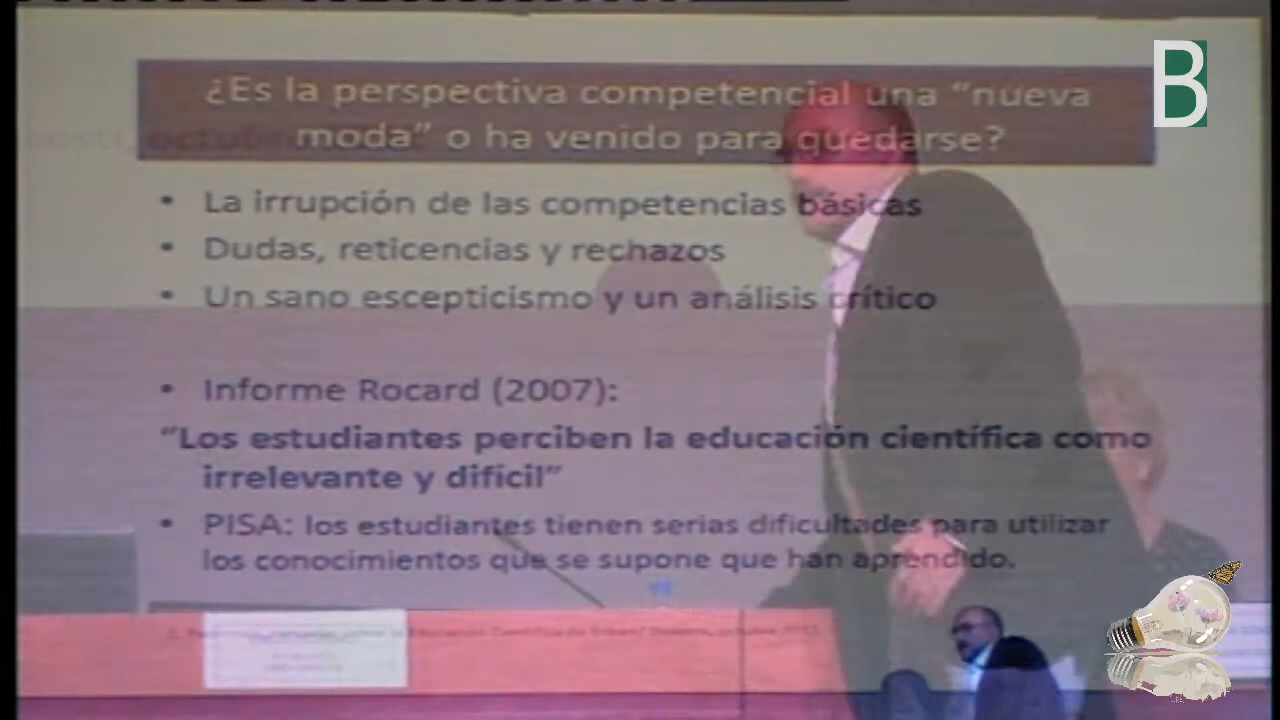 B
¿Es la perspectiva competencial una “nueva
moda” o ha venido para quedarse?
• La irrupción de las competencias básicas
• Dudas, reticencias y rechazos
• Un sano escepticismo y un análisis crítico
• Informe Rocard (2007):
“Los estudiantes perciben la educación científica como
irrelevante y difícil”
• PISA: los estudiantes tienen serias dificultades para utilizar
los conocimientos que se supone que han aprendido.